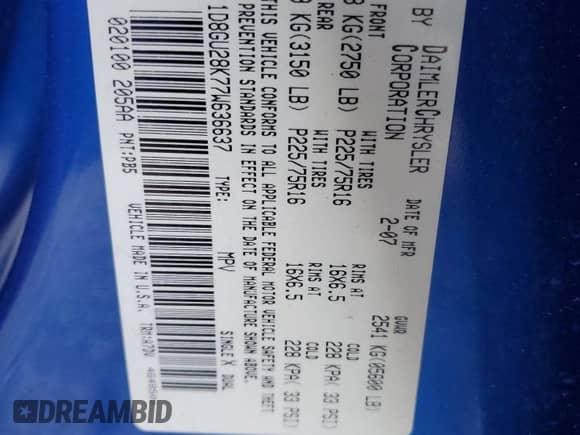 BY DAIMLERCHRYSLER CORPORATION
DATE OF MFR 2-07
GVWR 2541 KG(05600 LB)
FRONT WITH TIRES RIMS AT COLD
KG(2750 LB) P225/75R16 16X6.5 228 KPA( 33 PSI)
REAR WITH TIRES RIMS AT COLD
KG(3150 LB) P225/75R16 16X6.5 228 KPA( 33 PSI)
THIS VEHICLE CONFORMS TO ALL APPLICABLE FEDERAL MOTOR VEHICLE SAFETY AND THEFT
PREVENTION STANDARDS IN EFFECT ON THE DATE OF MANUFACTURE SHOWN ABOVE.
1D8GU28K77W636637 TYPE: MPV SINGLE X DUAL
020100 205AA PNT:PB5 VEHICLE MADE IN U.S.A.
DREAMBID